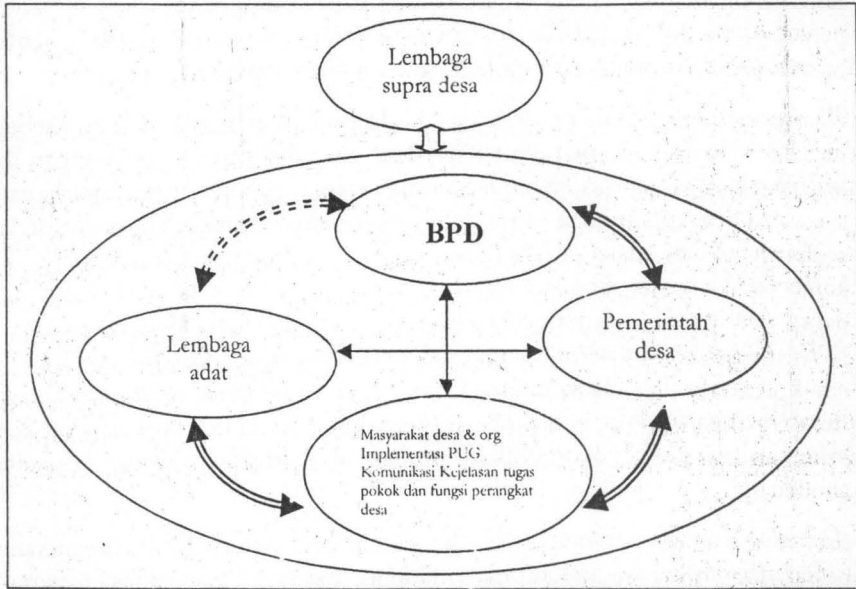 Lembaga
supra desa
BPD
Lembaga
adat
Pemerintah
desa
Masyarakat desa & org
Implementasi PUG
Komunikasi Kejelasan tugas
pokok dan fungsi perangkat
desa